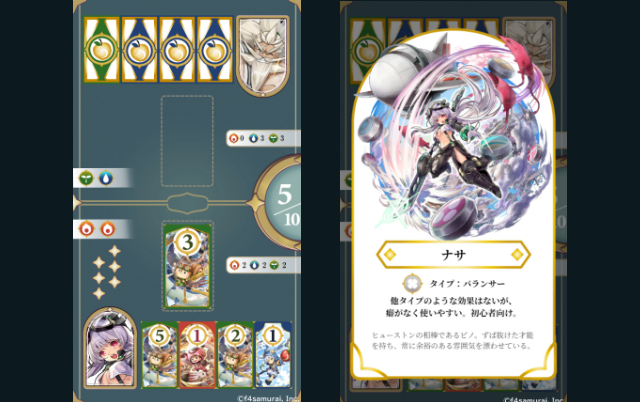 0 3 3
5
10
3
2 2 2
5 1 2 1
©f4samurai, Inc.
ナサ
タイプ：バランサー
他タイプのような効果はないが、
癖がなく使いやすい。初心者向け。
ヒューストンの相棒であるピノ。ずば抜けた才能
を持ち、常に余裕のある雰囲気を漂わせている。
©f4samurai, Inc.